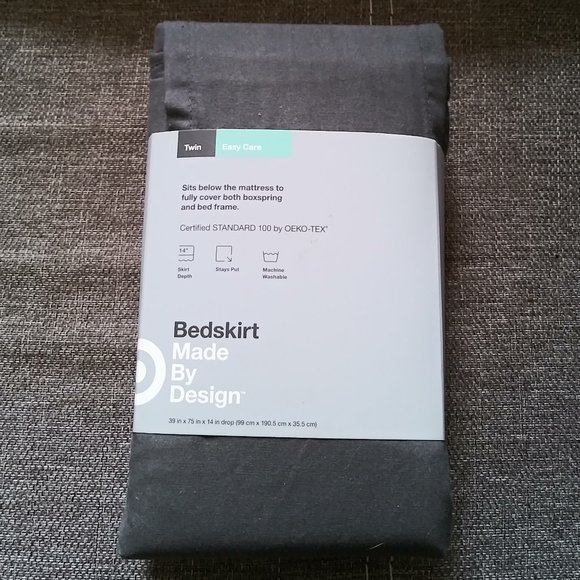 Twin Easy Care
Sits below the mattress to
fully cover both boxspring
and bed frame.
Certified STANDARD 100 by OEKO-TEX®
14"
Skirt
Depth
Stays Put
Machine
Washable
Bedskirt
Made
By
Design™
39 in x 75 in x 14 in drop (99 cm x 190.5 cm x 35.5 cm)